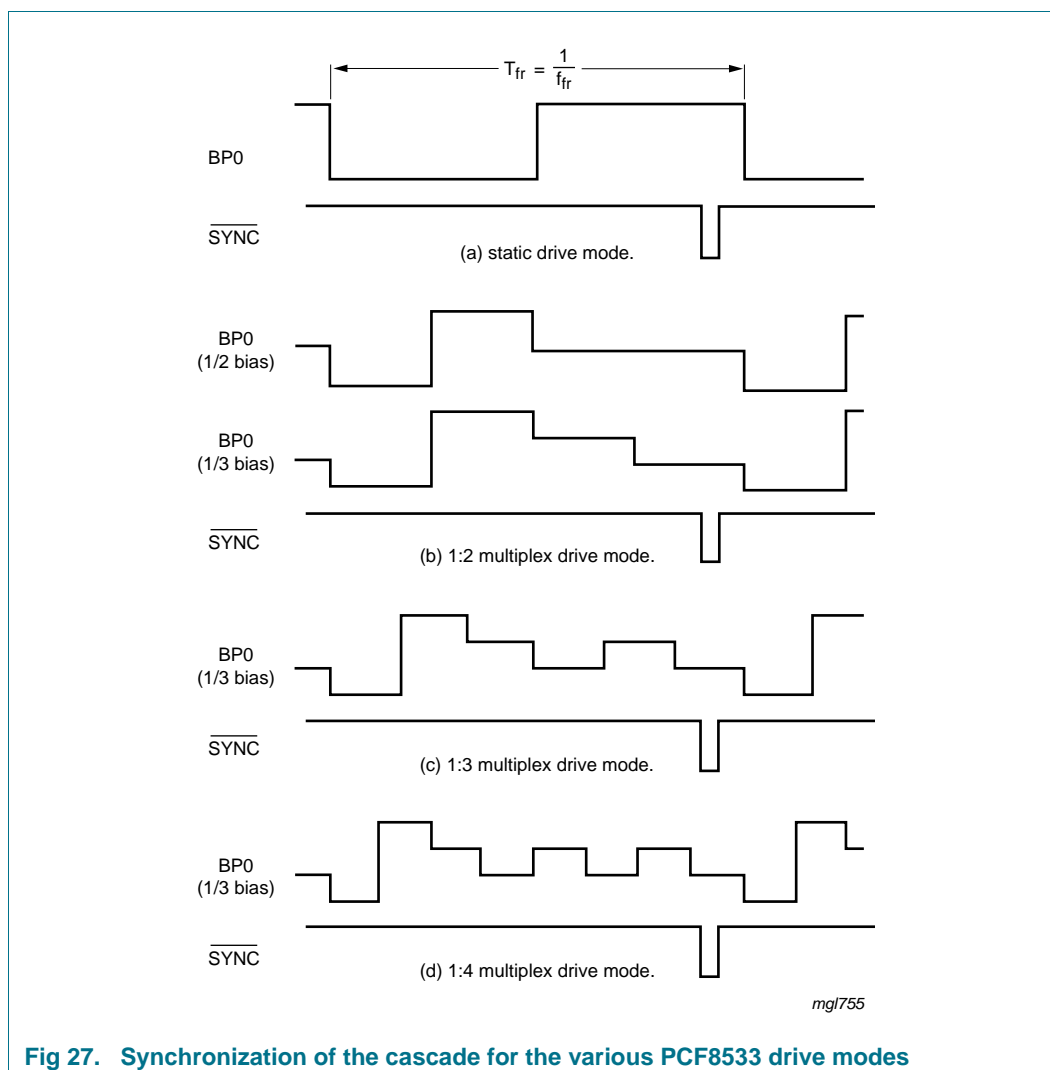 Tfr = 1/ffr
BP0
SYNC
(a) static drive mode.
BP0
(1/2 bias)
BP0
(1/3 bias)
SYNC
(b) 1:2 multiplex drive mode.
BP0
(1/3 bias)
SYNC
(c) 1:3 multiplex drive mode.
BP0
(1/3 bias)
SYNC
(d) 1:4 multiplex drive mode.
mgl755
Fig 27. Synchronization of the cascade for the various PCF8533 drive modes